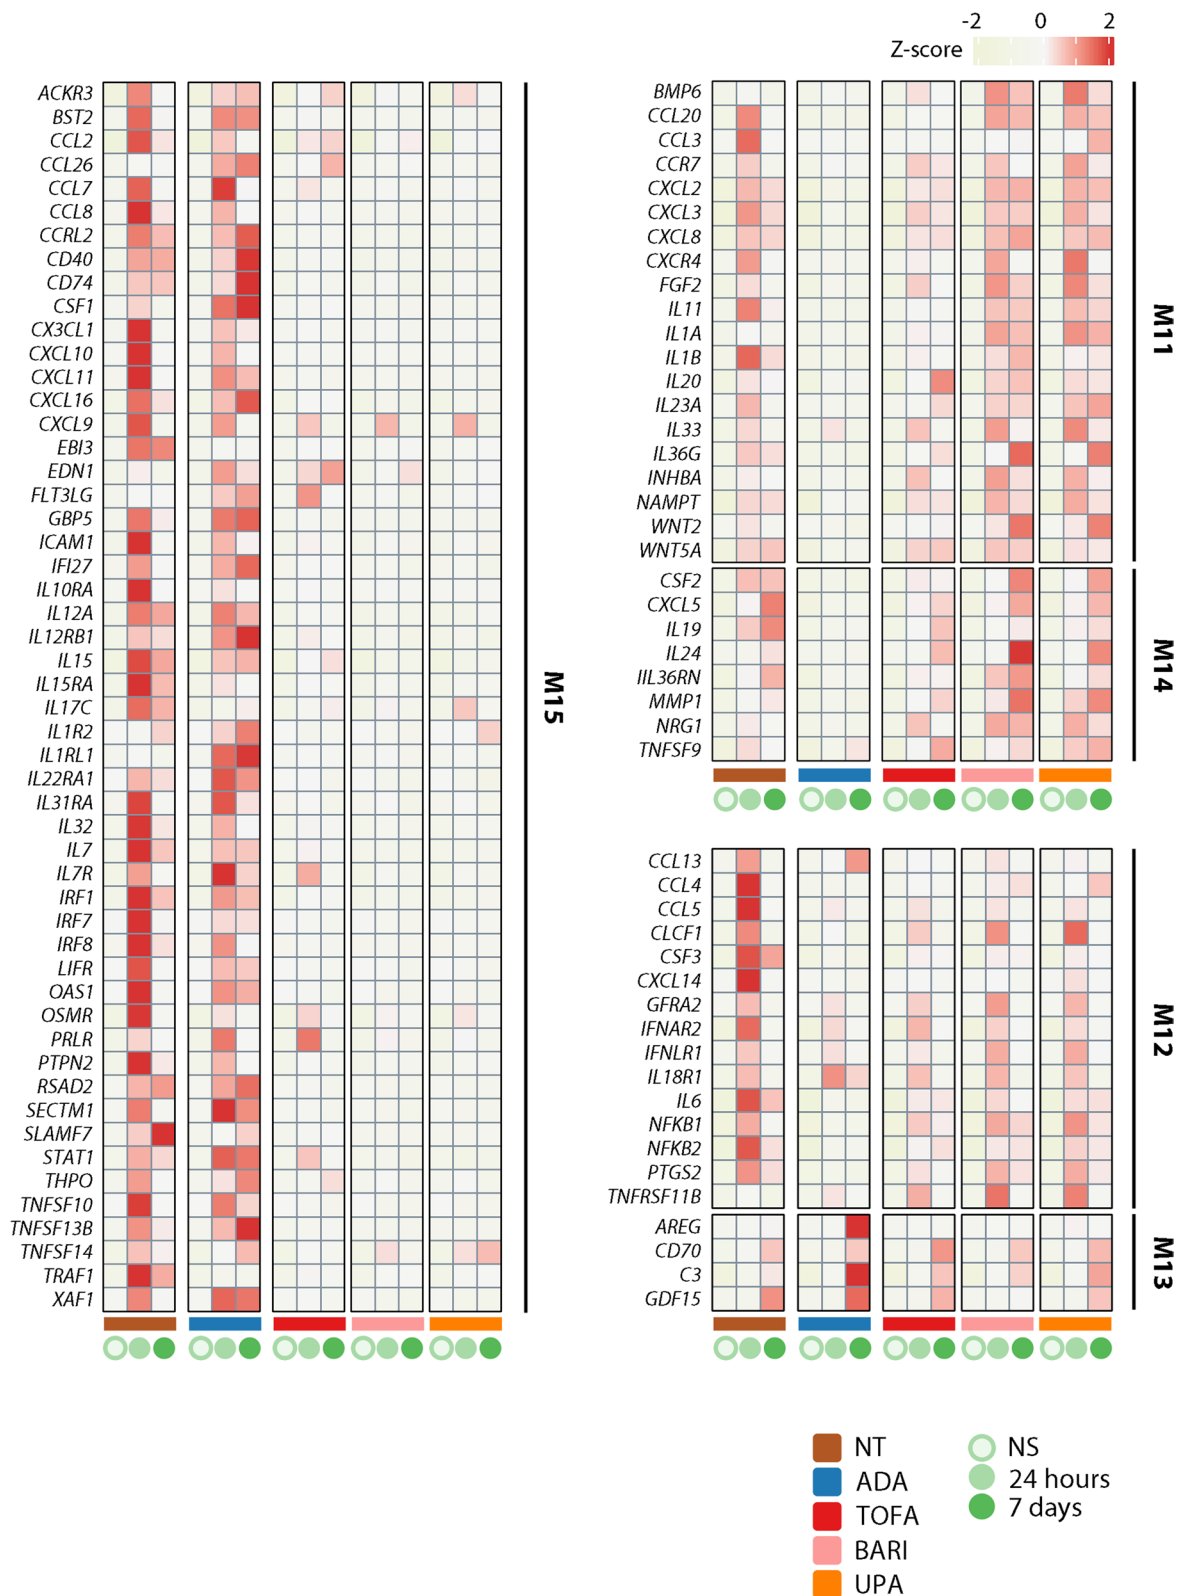 -2 0 2
Z-score
ACKR3
BST2
CCL2
CCL26
CCL7
CCL8
CCRL2
CD40
CD74
CSF1
CX3CL1
CXCL10
CXCL11
CXCL16
CXCL9
EBI3
EDN1
FLT3LG
GBP5
ICAM1
IFI27
IL10RA
IL12A
IL12RB1
IL15
IL15RA
IL17C
IL1R2
IL1RL1
IL22RA1
IL31RA
IL32
IL7
IL7R
IRF1
IRF7
IRF8
LIFR
OAS1
OSMR
PRLR
PTPN2
RSAD2
SECTM1
SLAMF7
STAT1
THPO
TNFSF10
TNFSF13B
TNFSF14
TRAF1
XAF1
M15
BMP6
CCL20
CCL3
CCR7
CXCL2
CXCL3
CXCL8
CXCR4
FGF2
IL11
IL1A
IL1B
IL20
IL23A
IL33
IL36G
INHBA
NAMPT
WNT2
WNT5A
M11
CSF2
CXCL5
IL19
IL24
IIL36RN
MMP1
NRG1
TNFSF9
M14
CCL13
CCL4
CCL5
CLCF1
CSF3
CXCL14
GFRA2
IFNAR2
IFNLR1
IL18R1
IL6
NFKB1
NFKB2
PTGS2
TNFRSF11B
M12
AREG
CD70
C3
GDF15
M13
NT
ADA
TOFA
BARI
UPA
NS
24 hours
7 days